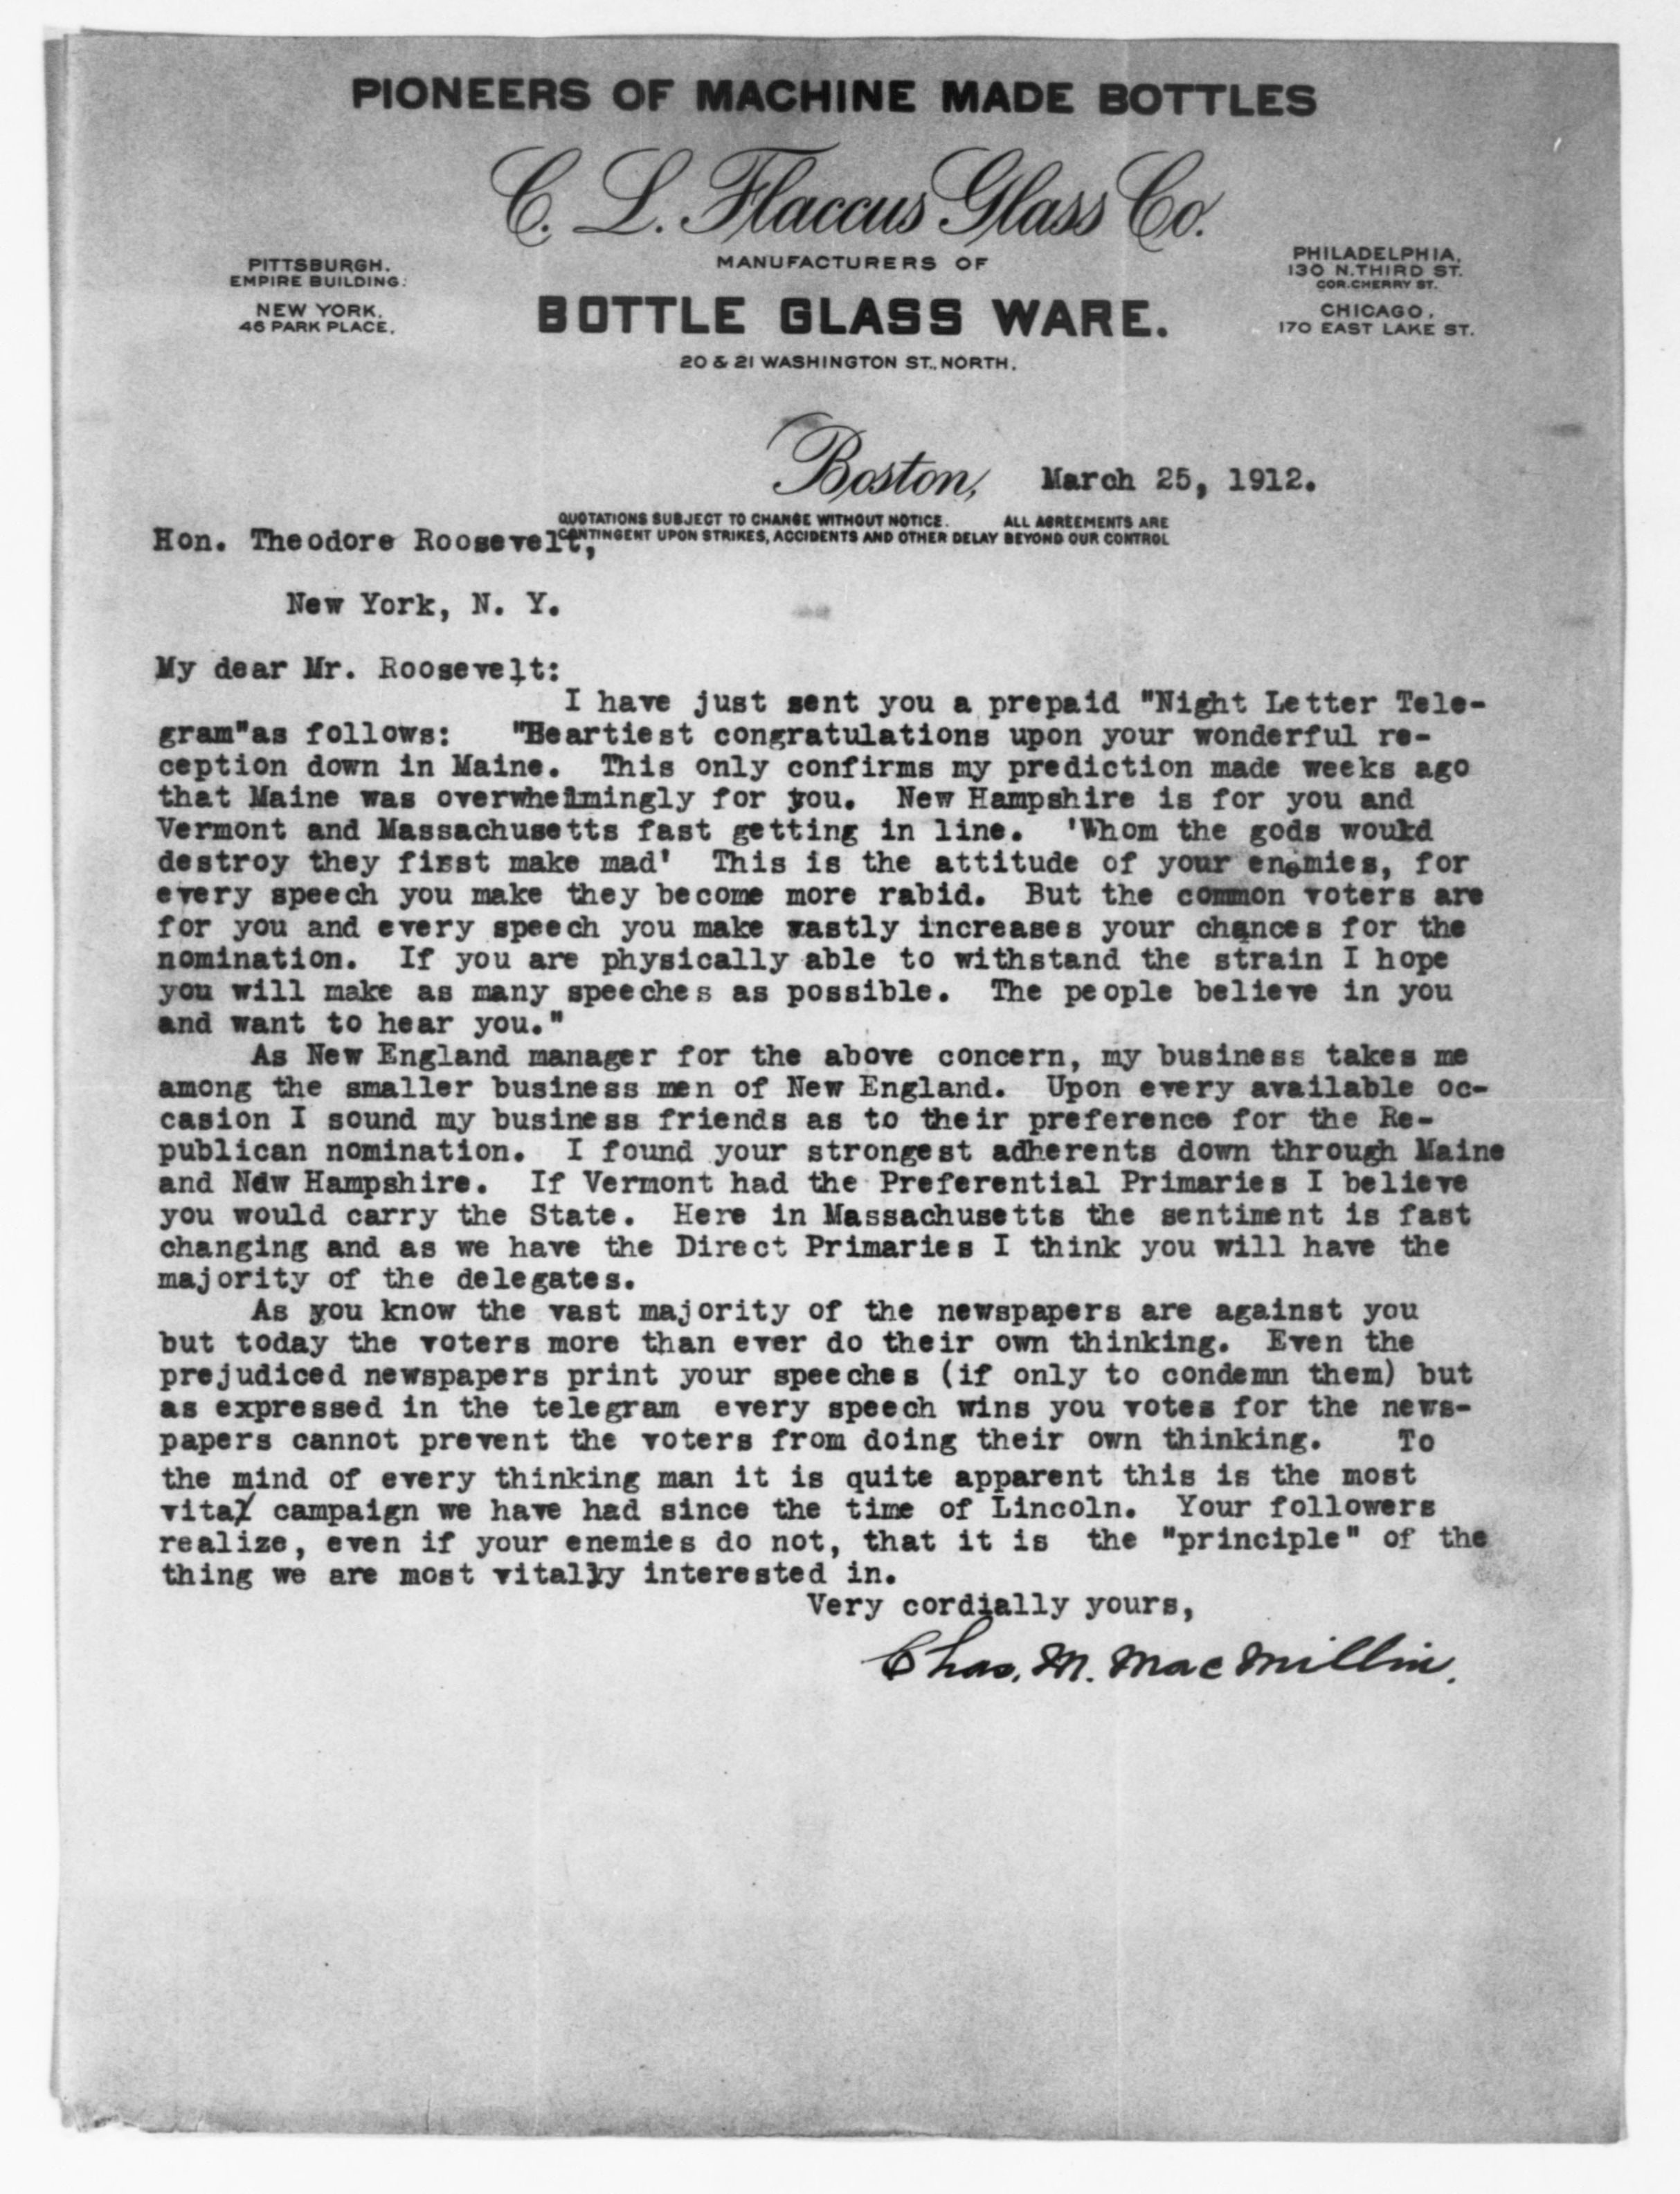 PIONEERS OF MACHINE MADE BOTTLES
C. L. Flaccus Glass Co.
MANUFACTURERS OF
BOTTLE GLASS WARE.
20 & 21 WASHINGTON ST., NORTH.
PITTSBURGH.
EMPIRE BUILDING.
NEW YORK.
46 PARK PLACE.
PHILADELPHIA.
130 N. THIRD ST.
COR. CHERRY ST.
CHICAGO.
170 EAST LAKE ST.
Boston, March 25, 1912.
QUOTATIONS SUBJECT TO CHANGE WITHOUT NOTICE. ALL AGREEMENTS ARE
CONTINGENT UPON STRIKES, ACCIDENTS AND OTHER DELAY BEYOND OUR CONTROL
Hon. Theodore Roosevelt,
New York, N. Y.
My dear Mr. Roosevelt:
I have just sent you a prepaid "Night Letter Tele-
gram"as follows: "Heartiest congratulations upon your wonderful re-
ception down in Maine. This only confirms my prediction made weeks ago
that Maine was overwhelmingly for you. New Hampshire is for you and
Vermont and Massachusetts fast getting in line. 'Whom the gods would
destroy they first make mad' This is the attitude of your enemies, for
every speech you make they become more rabid. But the common voters are
for you and every speech you make vastly increases your chances for the
nomination. If you are physically able to withstand the strain I hope
you will make as many speeches as possible. The people believe in you
and want to hear you."
As New England manager for the above concern, my business takes me
among the smaller business men of New England. Upon every available oc-
casion I sound my business friends as to their preference for the Re-
publican nomination. I found your strongest adherents down through Maine
and New Hampshire. If Vermont had the Preferential Primaries I believe
you would carry the State. Here in Massachusetts the sentiment is fast
changing and as we have the Direct Primaries I think you will have the
majority of the delegates.
As you know the vast majority of the newspapers are against you
but today the voters more than ever do their own thinking. Even the
prejudiced newspapers print your speeches (if only to condemn them) but
as expressed in the telegram every speech wins you votes for the news-
papers cannot prevent the voters from doing their own thinking. To
the mind of every thinking man it is quite apparent this is the most
vital campaign we have had since the time of Lincoln. Your followers
realize, even if your enemies do not, that it is the "principle" of the
thing we are most vitally interested in.
Very cordially yours,
Chas. M. MacMillin.